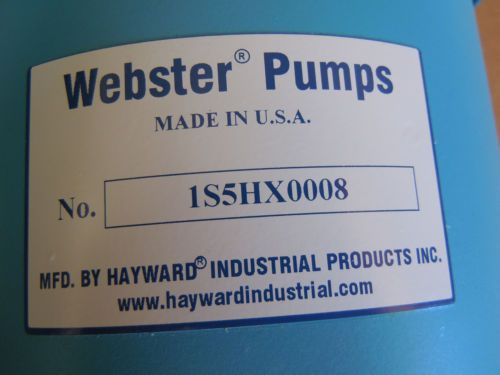 Webster® Pumps
MADE IN U.S.A.
No. 1S5HX0008
MFD. BY HAYWARD® INDUSTRIAL PRODUCTS INC.
www.haywardindustrial.com